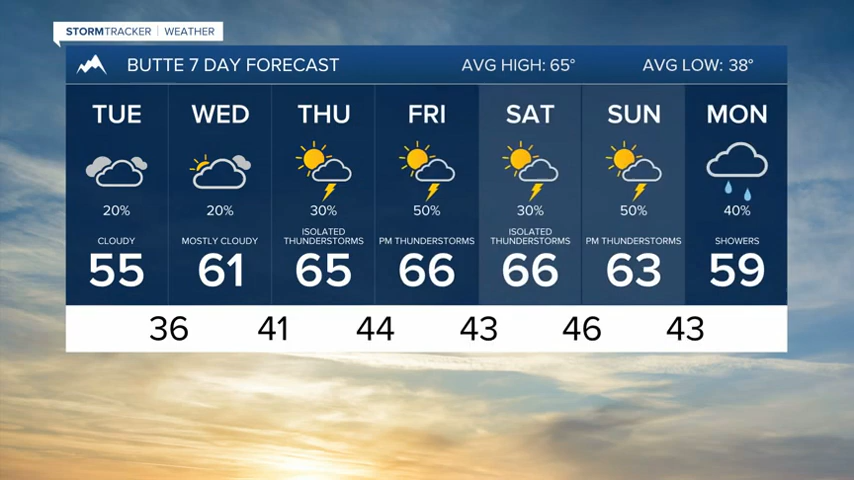 STORMTRACKER | WEATHER
BUTTE 7 DAY FORECAST AVG HIGH: 65° AVG LOW: 38°
TUE WED THU FRI SAT SUN MON
20% 20% 30% 50% 30% 50% 40%
CLOUDY MOSTLY CLOUDY ISOLATED THUNDERSTORMS PM THUNDERSTORMS ISOLATED THUNDERSTORMS PM THUNDERSTORMS SHOWERS
55 61 65 66 66 63 59
36 41 44 43 46 43